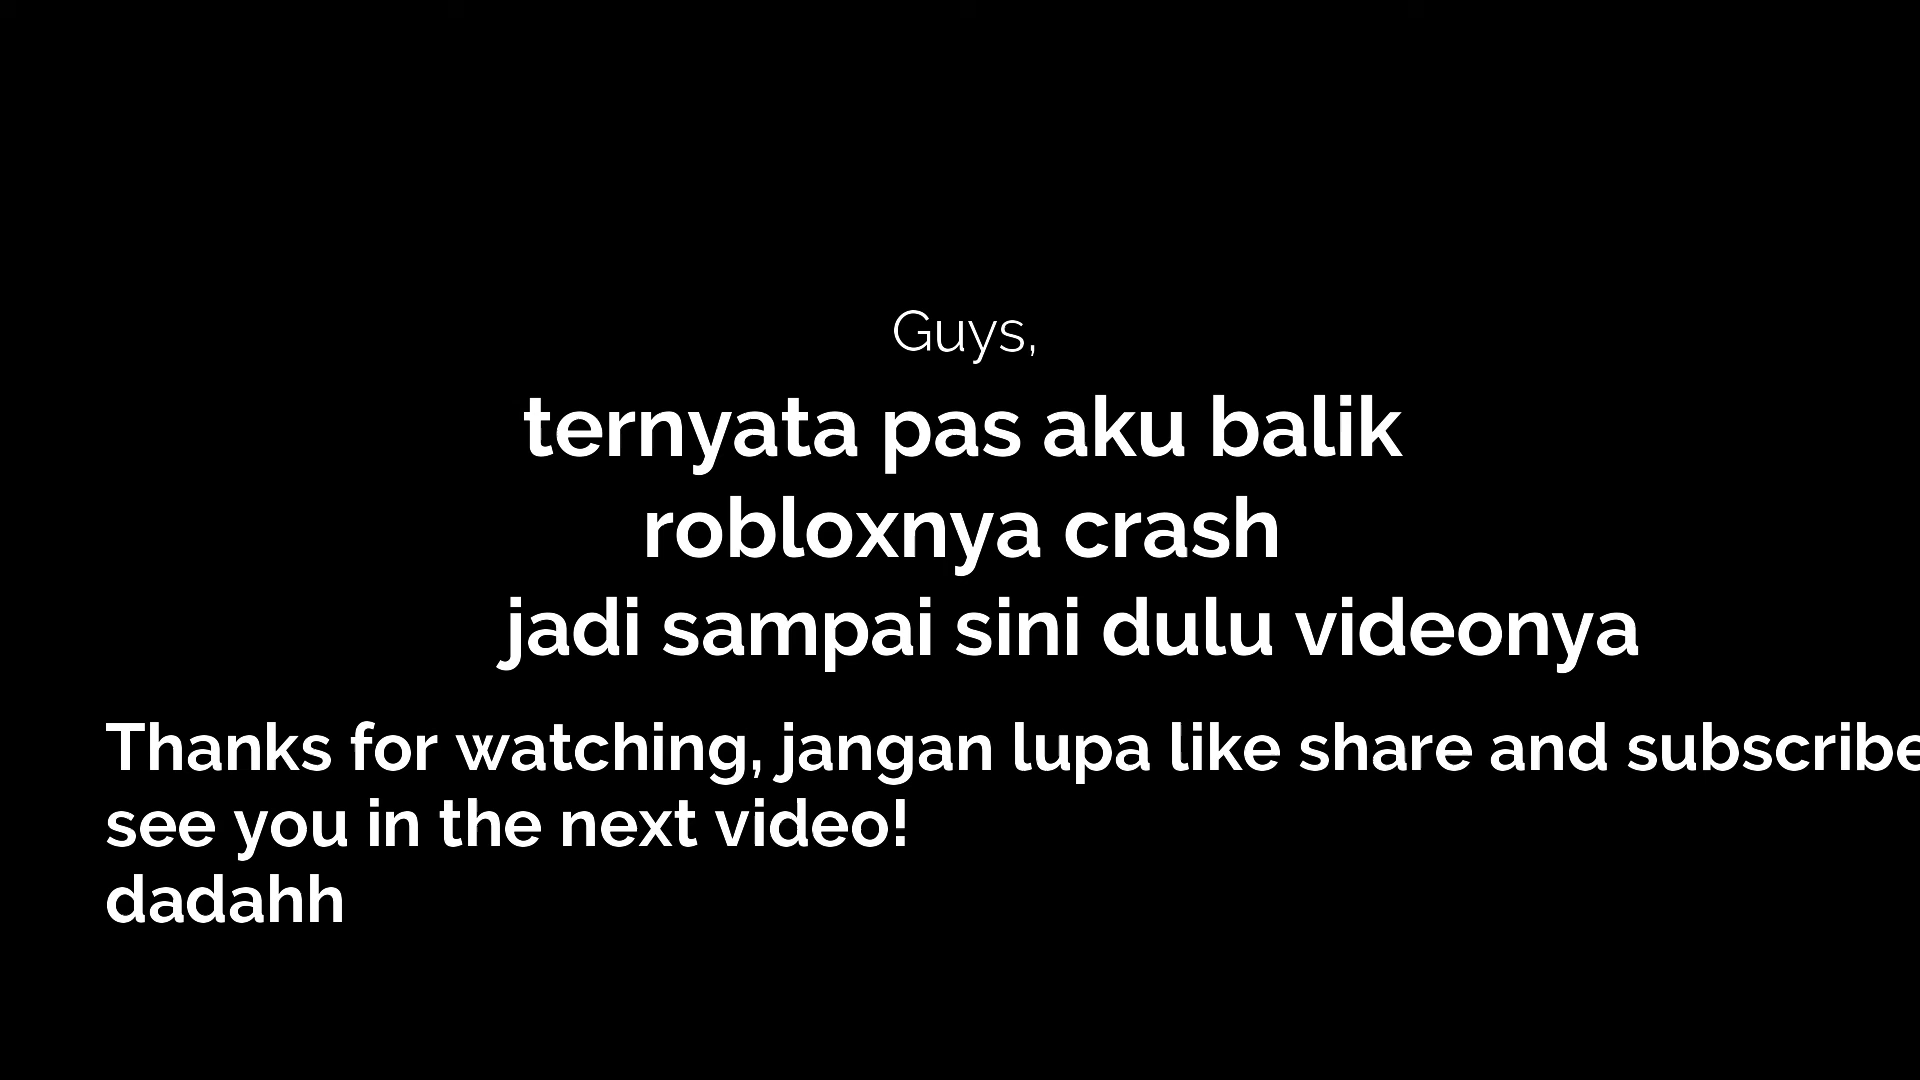 Guys,
ternyata pas aku balik
robloxnya crash
jadi sampai sini dulu videonya
Thanks for watching, jangan lupa like share and subscribe
see you in the next video!
dadahh